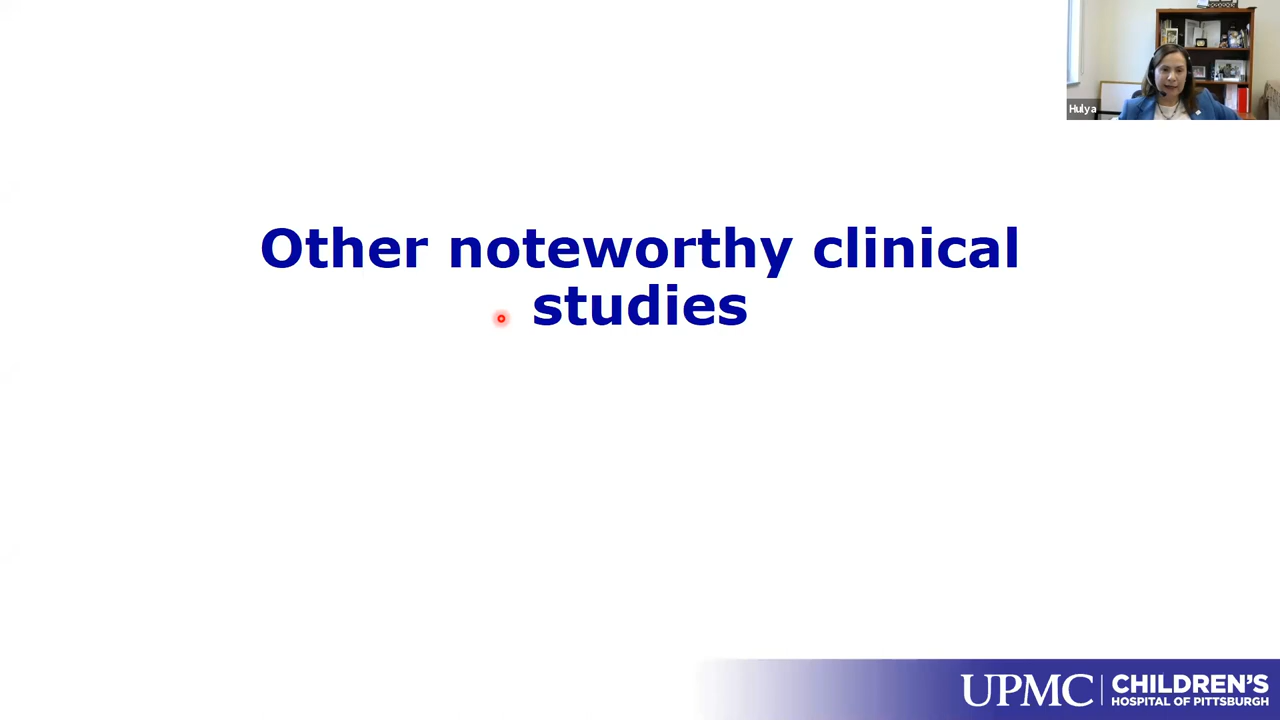 Hulya
Other noteworthy clinical
studies
UPMC
CHILDREN'S
HOSPITAL OF PITTSBURGH